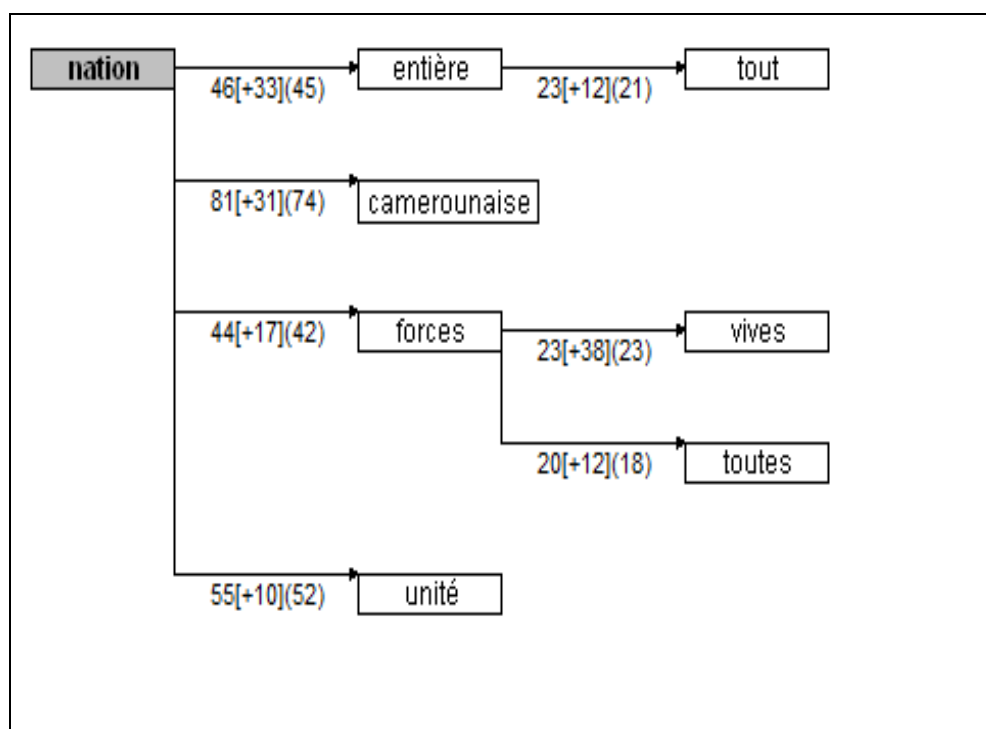 nation
entière
tout
46[+33](45)
23[+12](21)
81[+31](74)
camerounaise
44[+17](42)
forces
vives
23[+38](23)
20[+12](18)
toutes
55[+10](52)
unité